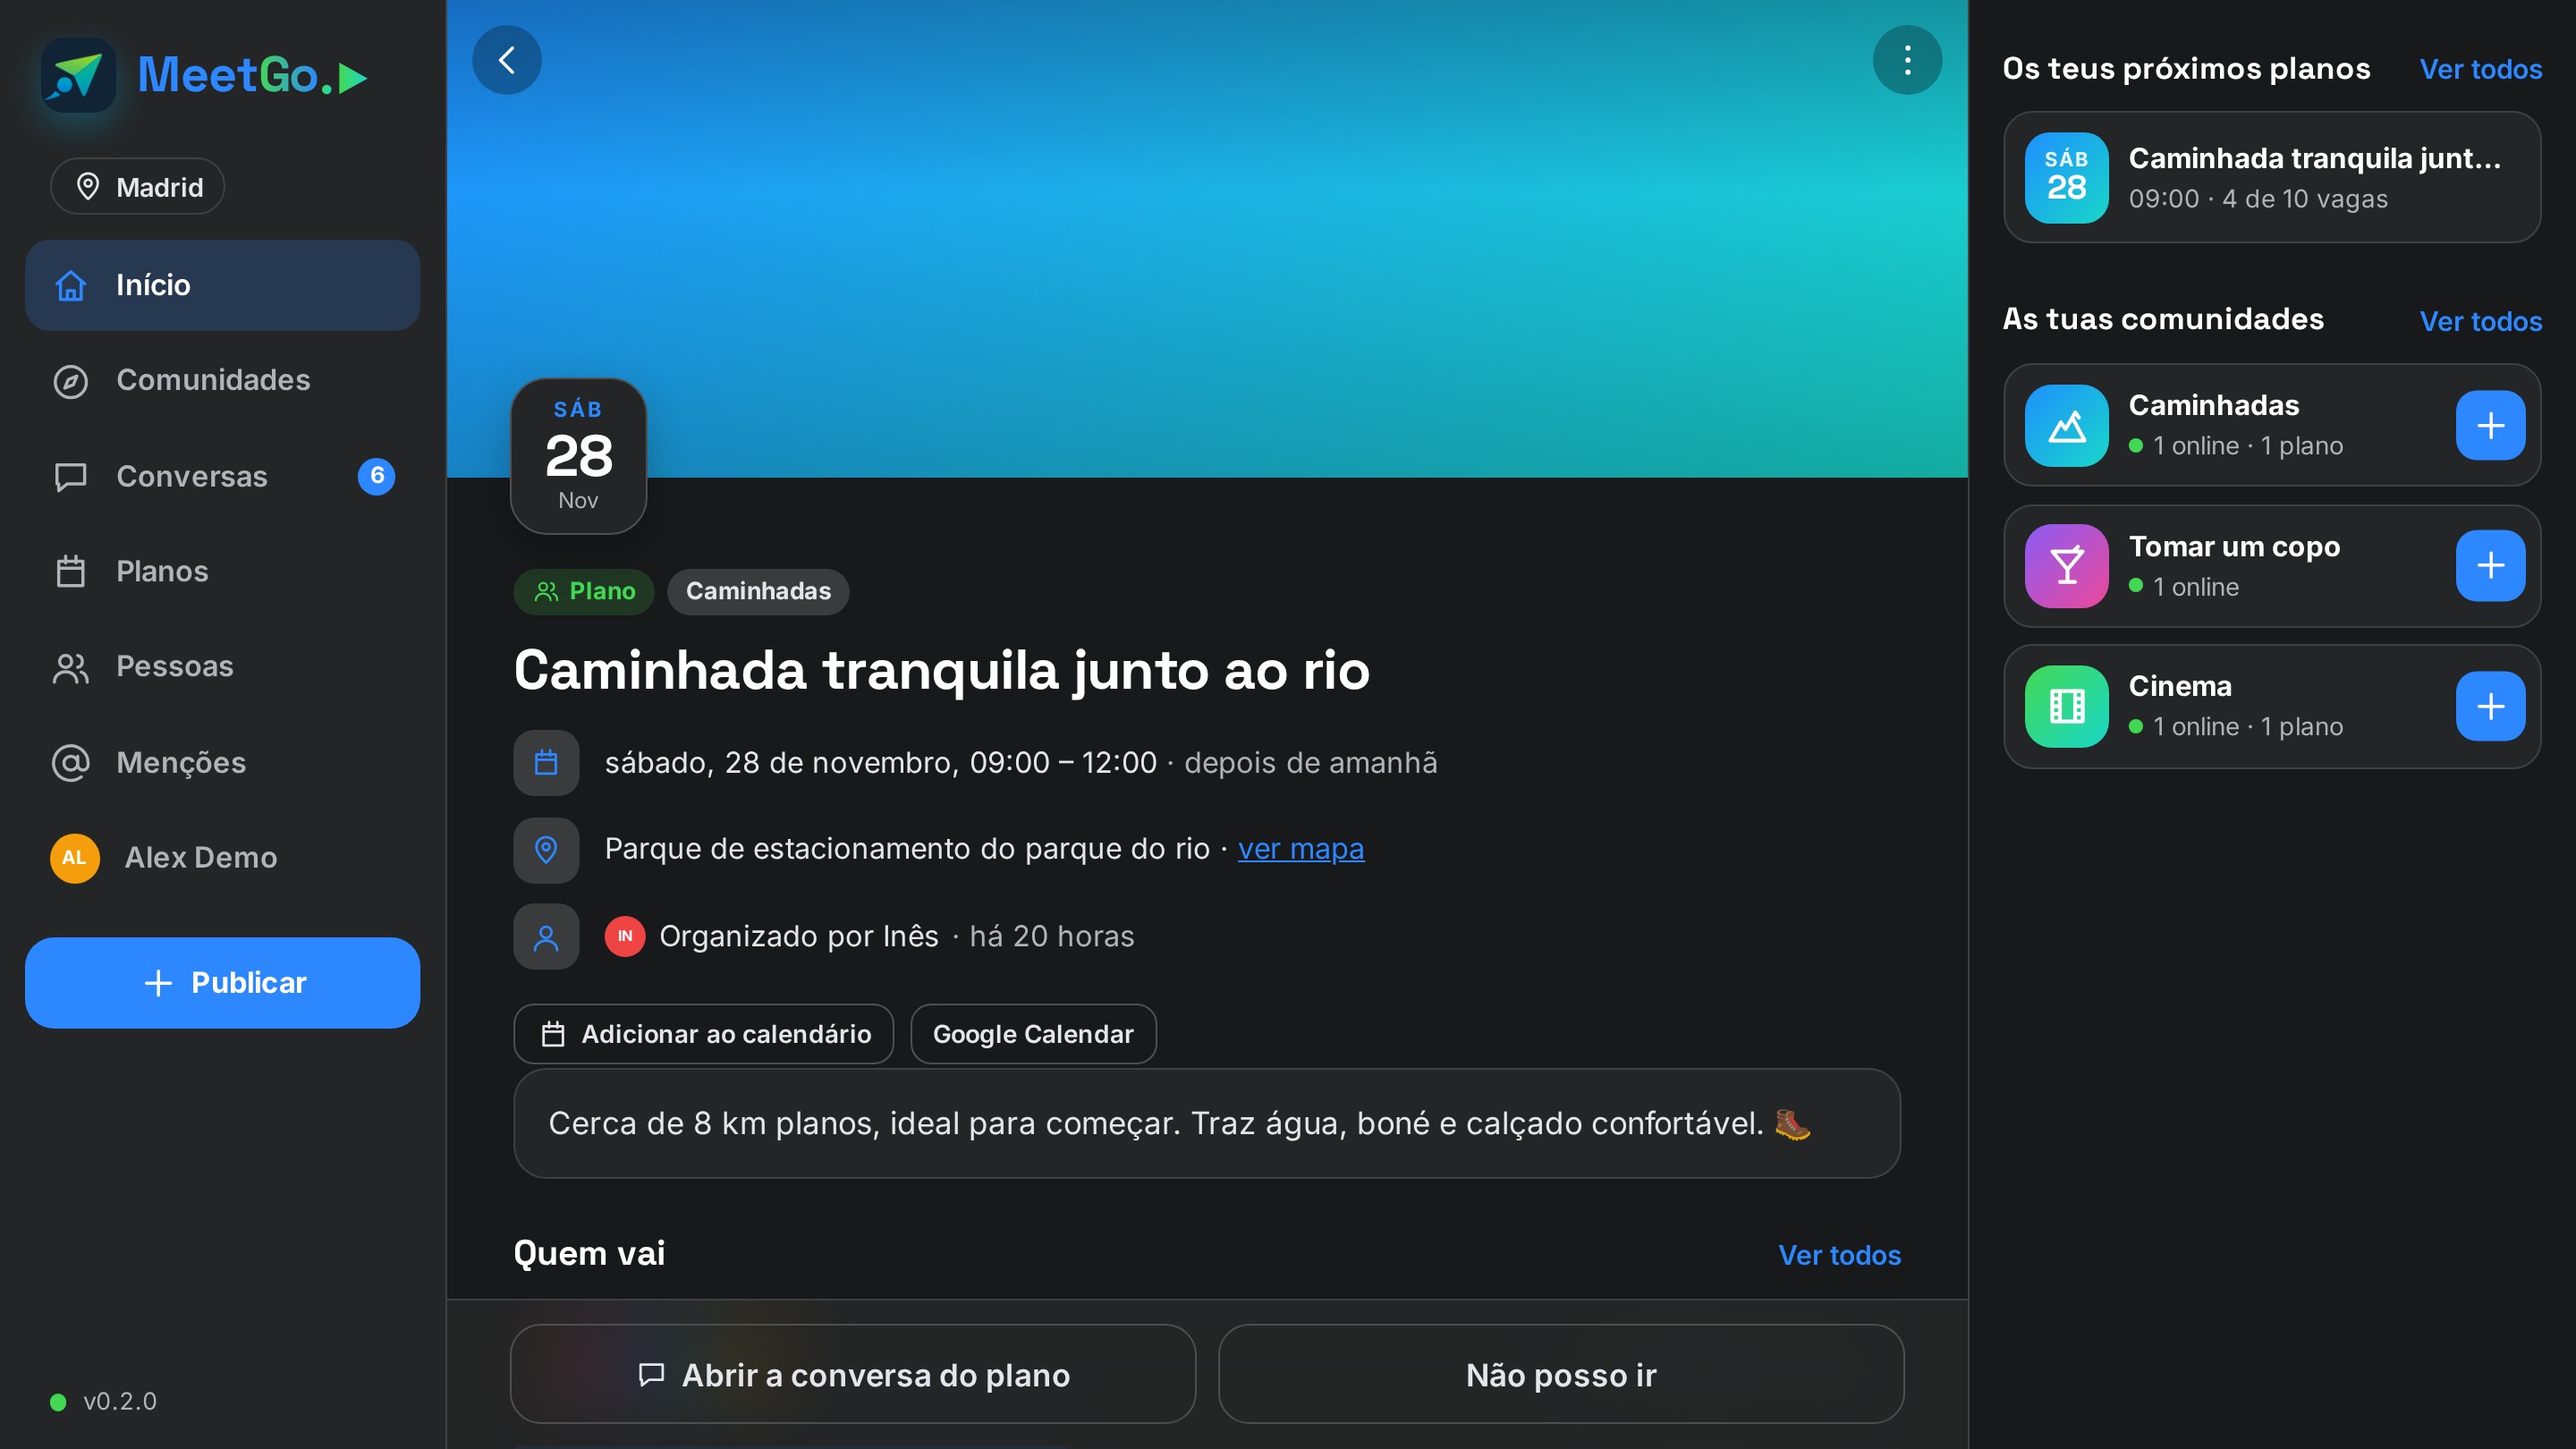 MeetGo.
Madrid
Início
Comunidades
Conversas 6
Planos
Pessoas
Menções
AL Alex Demo
Publicar
v0.2.0
SÁB
28
Nov
Plano Caminhadas
Caminhada tranquila junto ao rio
sábado, 28 de novembro, 09:00 – 12:00 · depois de amanhã
Parque de estacionamento do parque do rio · ver mapa
IN Organizado por Inês · há 20 horas
Adicionar ao calendário Google Calendar
Cerca de 8 km planos, ideal para começar. Traz água, boné e calçado confortável. 🥾
Quem vai Ver todos
Abrir a conversa do plano Não posso ir
Os teus próximos planos Ver todos
SÁB
28
Caminhada tranquila junt...
09:00 · 4 de 10 vagas
As tuas comunidades Ver todos
Caminhadas
1 online · 1 plano
Tomar um copo
1 online
Cinema
1 online · 1 plano